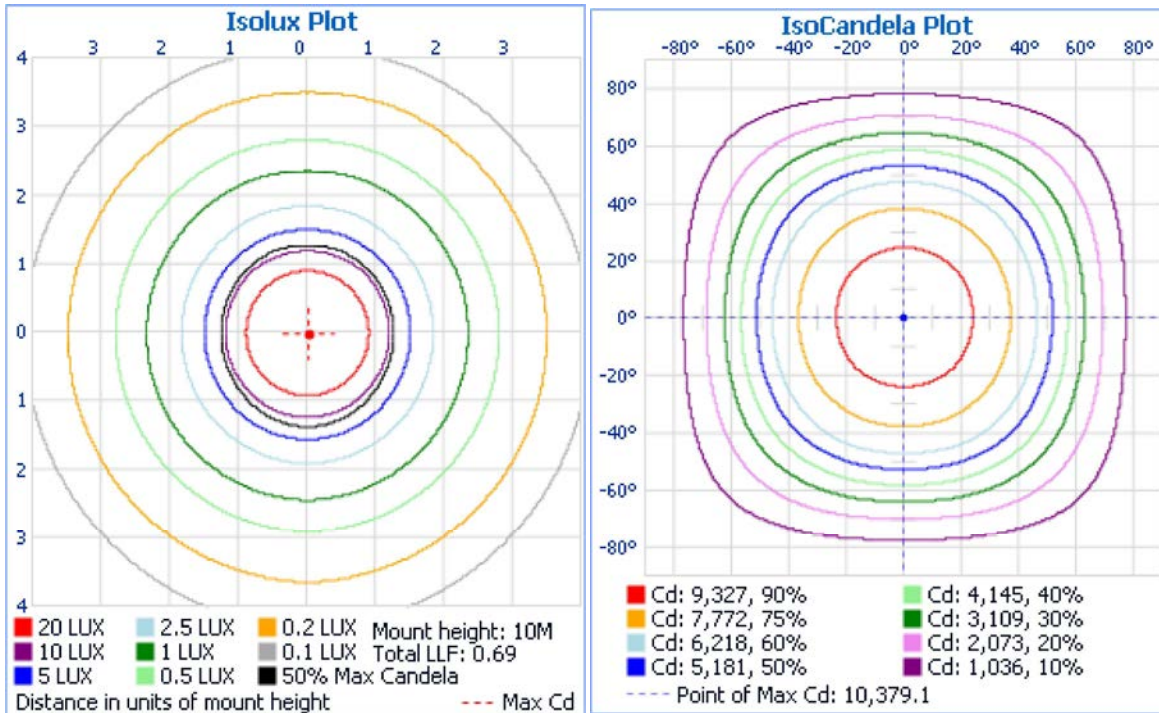 Isolux Plot
3 2 1 0 1 2 3
4
3
2
1
0
1
2
3
4
20 LUX 2.5 LUX 0.2 LUX Mount height: 10M
10 LUX 1 LUX 0.1 LUX Total LLF: 0.69
5 LUX 0.5 LUX 50% Max Candela
Distance in units of mount height --- Max Cd
IsoCandela Plot
-80° -60° -40° -20° 0° 20° 40° 60° 80°
80°
60°
40°
20°
0°
-20°
-40°
-60°
-80°
Cd: 9,327, 90% Cd: 4,145, 40%
Cd: 7,772, 75% Cd: 3,109, 30%
Cd: 6,218, 60% Cd: 2,073, 20%
Cd: 5,181, 50% Cd: 1,036, 10%
Point of Max Cd: 10,379.1